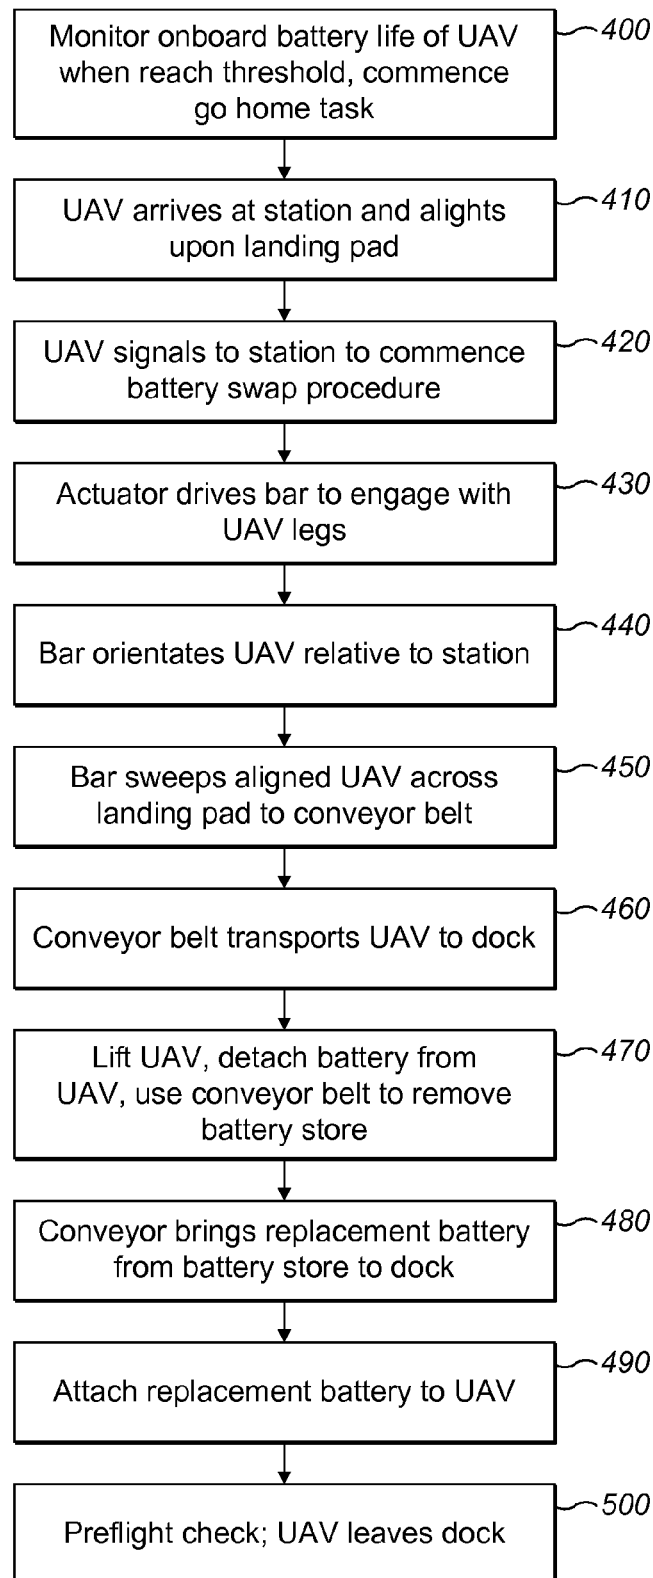 Monitor onboard battery life of UAV
when reach threshold, commence
go home task
400
UAV arrives at station and alights
upon landing pad
410
UAV signals to station to commence
battery swap procedure
420
Actuator drives bar to engage with
UAV legs
430
Bar orientates UAV relative to station
440
Bar sweeps aligned UAV across
landing pad to conveyor belt
450
Conveyor belt transports UAV to dock
460
Lift UAV, detach battery from
UAV, use conveyor belt to remove
battery store
470
Conveyor brings replacement battery
from battery store to dock
480
Attach replacement battery to UAV
490
Preflight check; UAV leaves dock
500